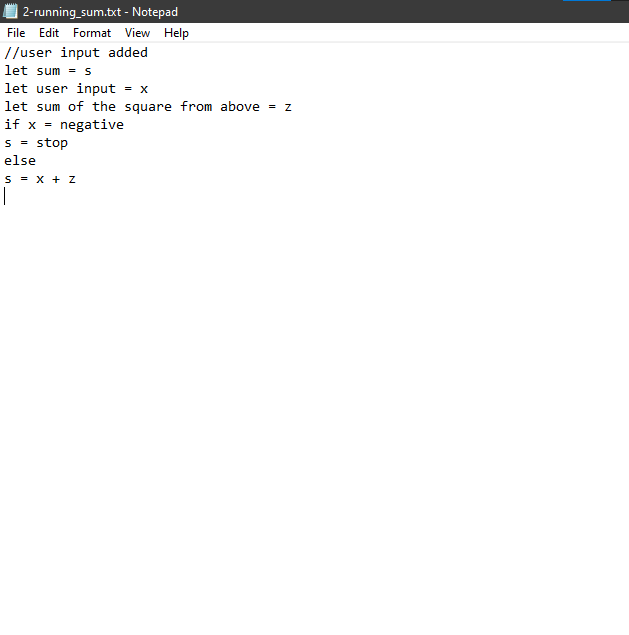 2-running_sum.txt - Notepad
File Edit Format View Help
//user input added
let sum = s
let user input = x
let sum of the square from above = z
if x = negative
s = stop
else
s = x + z